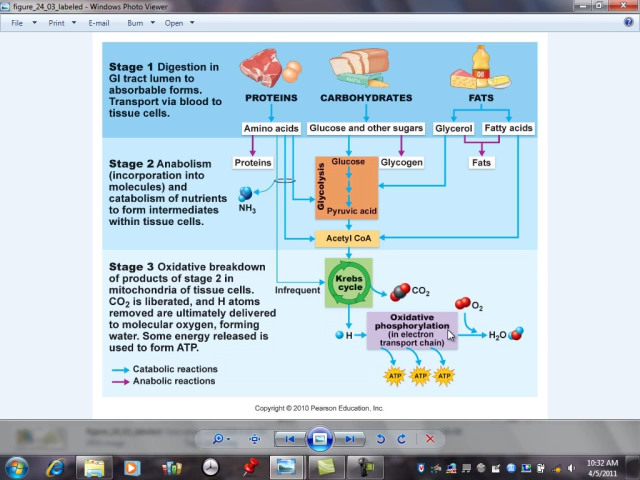 figure_24_03_labeled - Windows Photo Viewer
File Print E-mail Burn Open
Stage 1 Digestion in
GI tract lumen to
absorbable forms.
Transport via blood to
tissue cells.
PROTEINS CARBOHYDRATES FATS
Amino acids Glucose and other sugars Glycerol Fatty acids
Proteins Glucose Glycogen Fats
Stage 2 Anabolism
(incorporation into
molecules) and
catabolism of nutrients
to form intermediates
within tissue cells.
NH3
Glycolysis
Pyruvic acid
Acetyl CoA
Stage 3 Oxidative breakdown
of products of stage 2 in
mitochondria of tissue cells.
CO2 is liberated, and H atoms
removed are ultimately delivered
to molecular oxygen, forming
water. Some energy released is
used to form ATP.
Infrequent
Krebs
cycle
CO2
O2
H
Oxidative
phosphorylation
(in electron
transport chain)
H2O
ATP ATP ATP
Catabolic reactions
Anabolic reactions
Copyright © 2010 Pearson Education, Inc.
10:32 AM
4/5/2011